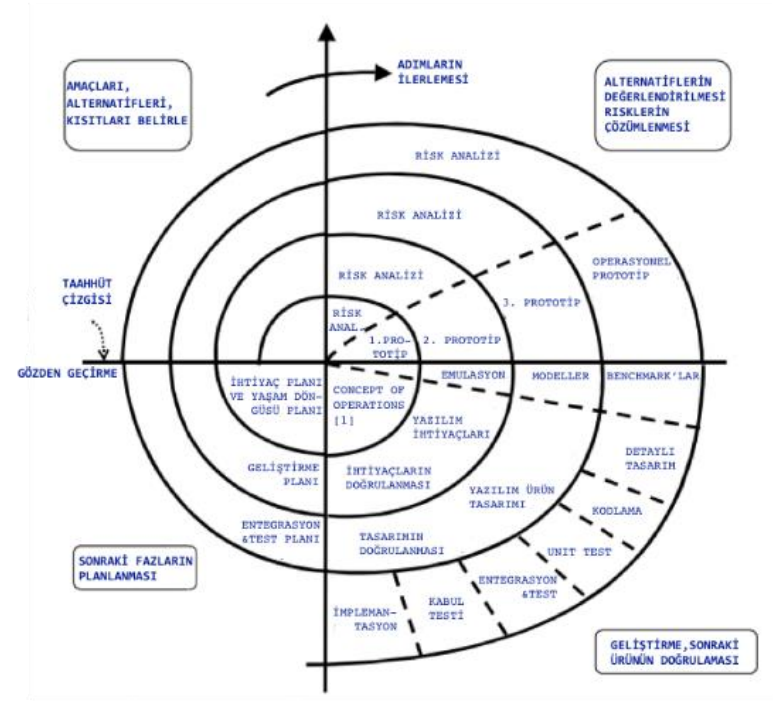 ADIMLARIN
İLERLEMESİ
AMAÇLARI,
ALTERNATİFLERİ,
KISITLARI BELIRLE
ALTERNATİFLERİN
DEĞERLENDİRİLMESİ
RISKLERIN
ÇÖZÜMLENMESİ
RİSK ANALİZİ
RİSK ANALİZİ
RİSK ANALİZİ
RİSK
ANAL.
1.PRO-
TOTİP
2. PROTOTİP
3. PROTOTİP
OPERASYONEL
PROTOTİP
TAAHHÜT
ÇİZGİSİ
GÖZDEN GEÇİRME
İHTİYAÇ PLANI
VE YAŞAM DÖN-
GÜSÜ PLANI
CONCEPT OF
OPERATIONS
[1]
EMULASYON
MODELLER
BENCHMARK'LAR
YAZILIM
İHTİYAÇLARI
GELİŞTİRME
PLANI
İHTİYAÇLARIN
DOĞRULANMASI
YAZILIM ÜRÜN
TASARIMI
DETAYLI
TASARIM
KODLAMA
UNIT TEST
ENTEGRASYON
&TEST
ENTEGRASYON
&TEST PLANI
TASARIMIN
DOĞRULANMASI
İMPLEMAN-
TASYON
KABUL
TESTİ
SONRAKİ FAZLARIN
PLANLANMASI
GELİŞTİRME,SONRAKİ
ÜRÜNÜN DOĞRULAMASI